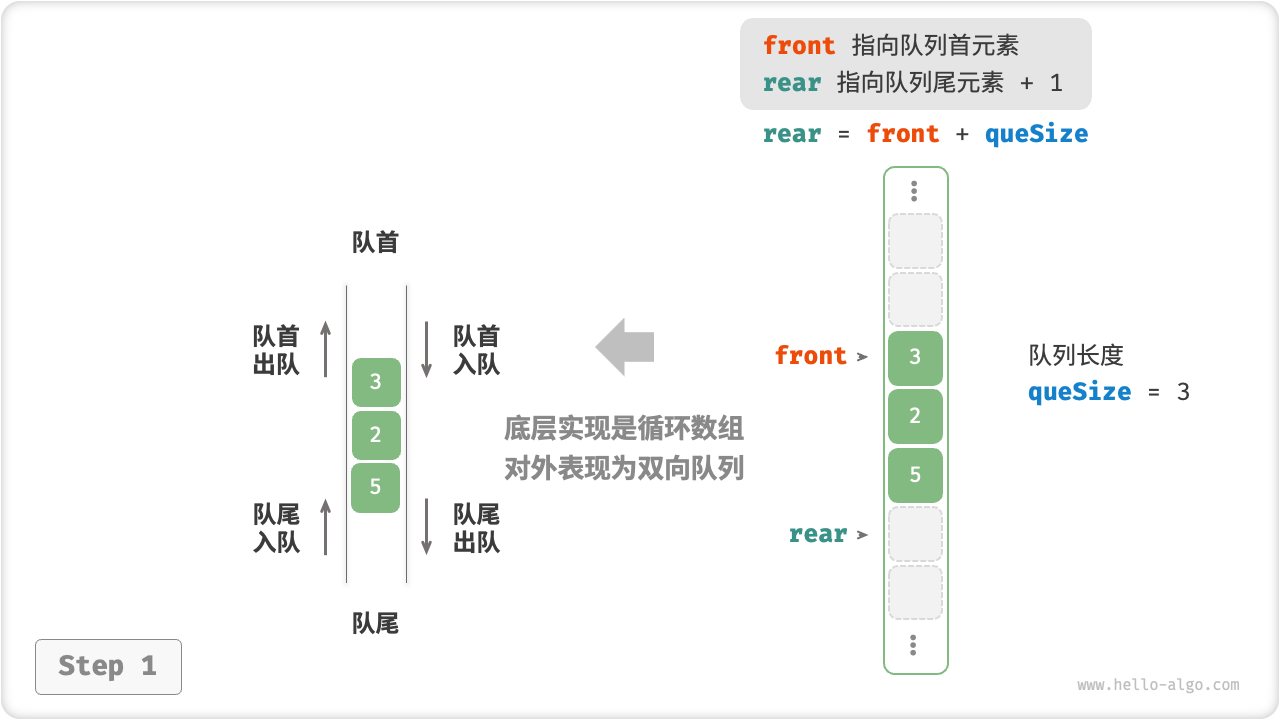 front 指向队列首元素
rear 指向队列尾元素 + 1
rear = front + queSize
队首
队首
出队
队首
入队
3
2
5
队尾
入队
队尾
出队
队尾
底层实现是循环数组
对外表现为双向队列
front
3
2
5
rear
队列长度
queSize = 3
Step 1
www.hello-algo.com